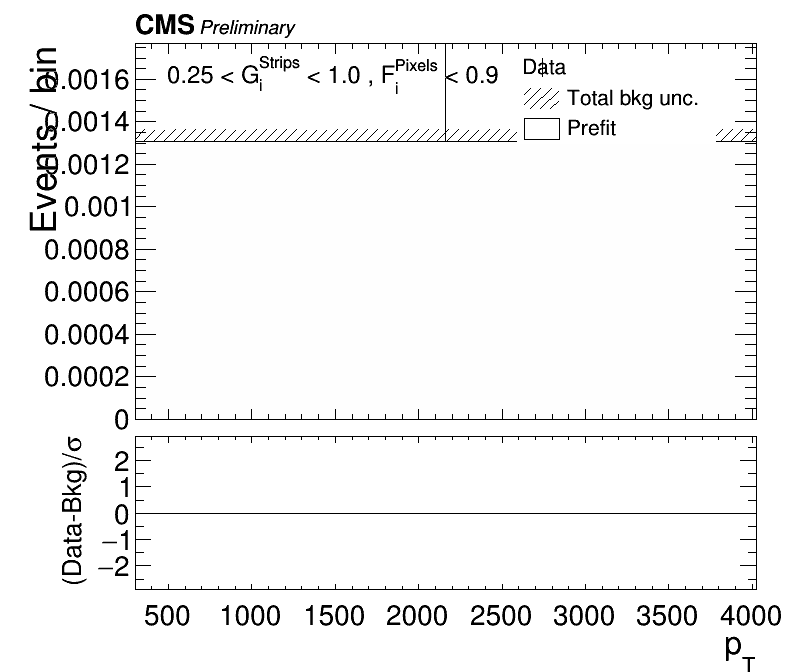 CMS Preliminary
Events / bin
0.25 < G_i^Strips < 1.0 , F_i^Pixels < 0.9
Data
Total bkg unc.
Prefit
0.0016
0.0014
0.0012
0.001
0.0008
0.0006
0.0004
0.0002
0
(Data-Bkg)/σ
2
1
0
−1
−2
500 1000 1500 2000 2500 3000 3500 4000
p_T